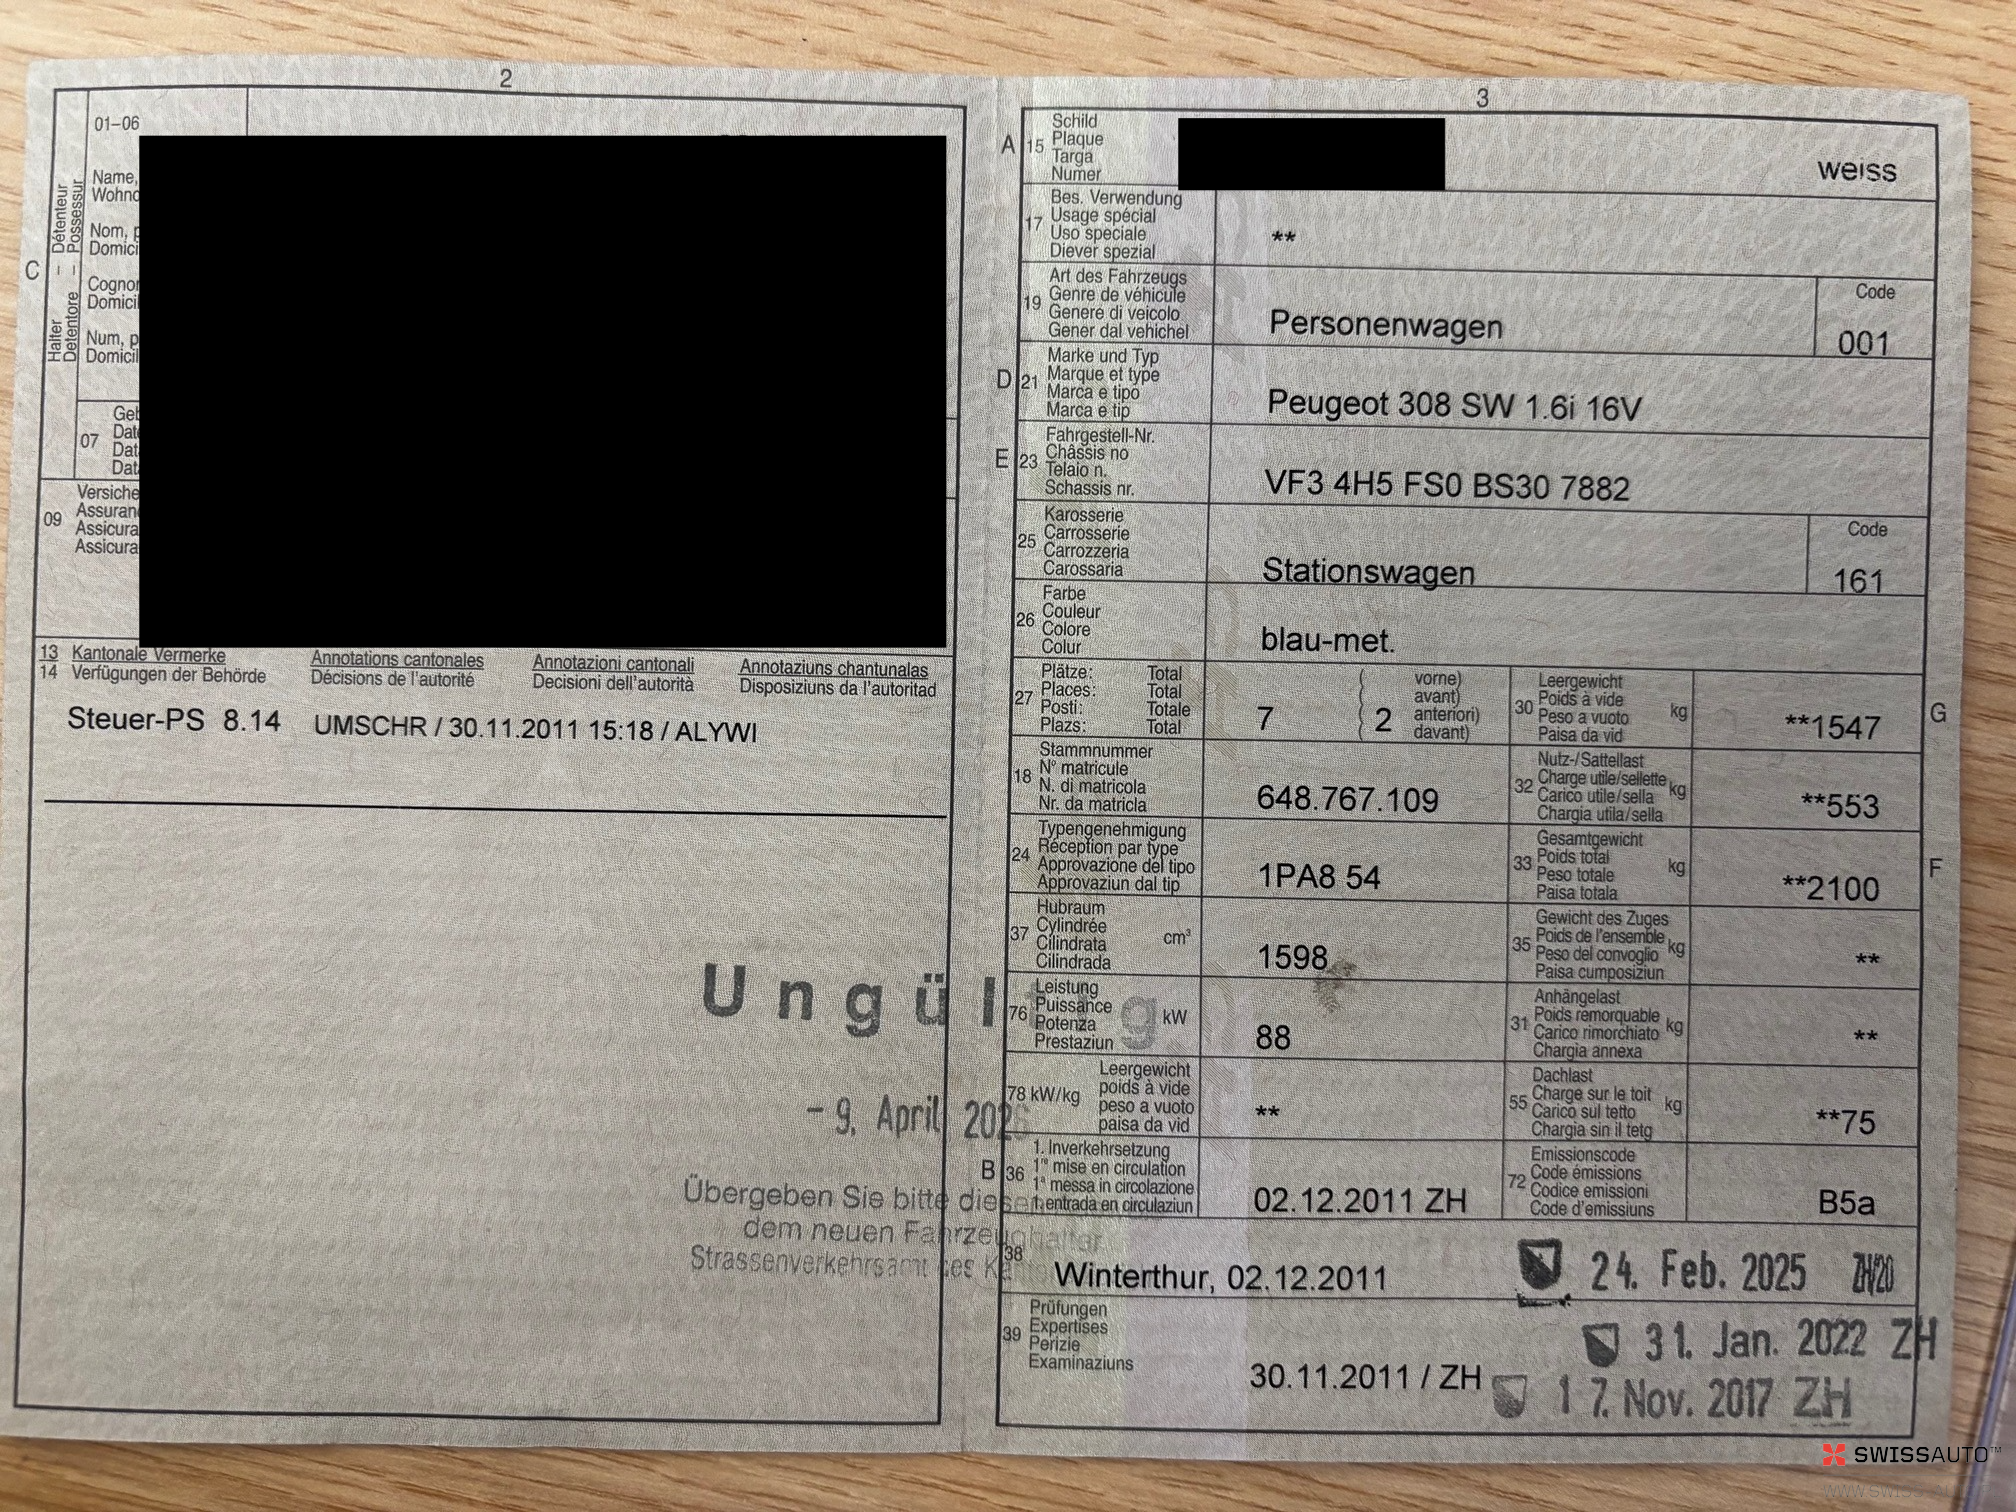 2
01–06
Name,
Wohno
Nom, p
Domici
Cognor
Domici
Num, p
Domicil
C
Halter – Détenteur
Detentore – Possessur
07
Geb
Date
Dat
Dat
09
Versiche
Assuran
Assicura
Assicura
13 Kantonale Vermerke Annotations cantonales Annotazioni cantonali Annotaziuns chantunalas
14 Verfügungen der Behörde Décisions de l'autorité Decisioni dell'autorità Disposiziuns da l'autoritad
Steuer-PS 8.14 UMSCHR / 30.11.2011 15:18 / ALYWI
Ungültig
- 9. April
Übergeben Sie bitte diesen
dem neuen Fahrzeughalter
Strassenverkehrsamt des
3
A 15 Schild
Plaque
Targa
Numer
weiss
17 Bes. Verwendung
Usage spécial
Uso speciale
Diever spezial
**
19 Art des Fahrzeugs
Genre de véhicule
Genere di veicolo
Gener dal vehichel
Personenwagen
Code
001
D 21 Marke und Typ
Marque et type
Marca e tipo
Marca e tip
Peugeot 308 SW 1.6i 16V
E 23 Fahrgestell-Nr.
Châssis no
Telaio n.
Schassis nr.
VF3 4H5 FS0 BS30 7882
25 Karosserie
Carrosserie
Carrozzeria
Carossaria
Stationswagen
Code
161
26 Farbe
Couleur
Colore
Colur
blau-met.
27 Plätze: Total
Places: Total
Posti: Totale
Plazs: Total
7 ( 2 vorne)
avant)
anteriori)
davant)
30 Leergewicht
Poids à vide
Peso a vuoto
Paisa da vid
kg
**1547
G
18 Stammnummer
N° matricule
N. di matricola
Nr. da matricla
648.767.109
32 Nutz-/Sattellast
Charge utile/sellette
Carico utile/sella
Chargia utila/sella
kg
**553
24 Typengenehmigung
Réception par type
Approvazione del tipo
Approvaziun dal tip
1PA8 54
33 Gesamtgewicht
Poids total
Peso totale
Paisa totala
kg
**2100
F
37 Hubraum
Cylindrée
Cilindrata
Cilindrada
cm³
1598
35 Gewicht des Zuges
Poids de l'ensemble
Peso del convoglio
Paisa cumposiziun
kg
**
76 Leistung
Puissance
Potenza
Prestaziun
kW
88
31 Anhängelast
Poids remorquable
Carico rimorchiato
Chargia annexa
kg
**
78 kW/kg Leergewicht
poids à vide
peso a vuoto
paisa da vid
**
55 Dachlast
Charge sur le toit
Carico sul tetto
Chargia sin il tetg
kg
**75
B 36 1. Inverkehrsetzung
1re mise en circulation
1a messa in circolazione
1. entrada en circulaziun
02.12.2011 ZH
72 Emissionscode
Code émissions
Codice emissioni
Code d'emissiuns
B5a
38
Winterthur, 02.12.2011
24. Feb. 2025 ZH20
39 Prüfungen
Expertises
Perizie
Examinaziuns
31. Jan. 2022 ZH
30.11.2011 / ZH
17. Nov. 2017 ZH
SWISSAUTO™